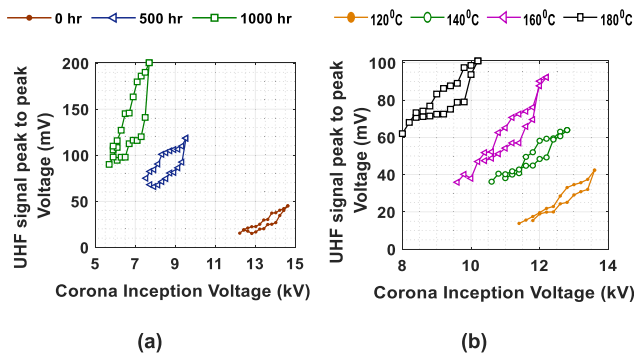 0 hr 500 hr 1000 hr
120⁰C 140⁰C 160⁰C 180⁰C
UHF signal peak to peak
Voltage (mV)
200
150
100
50
0
5 7 9 11 13 15
Corona Inception Voltage (kV)
(a)
UHF signal peak to peak
Voltage (mV)
100
80
60
40
20
0
8 10 12 14
Corona Inception Voltage (kV)
(b)